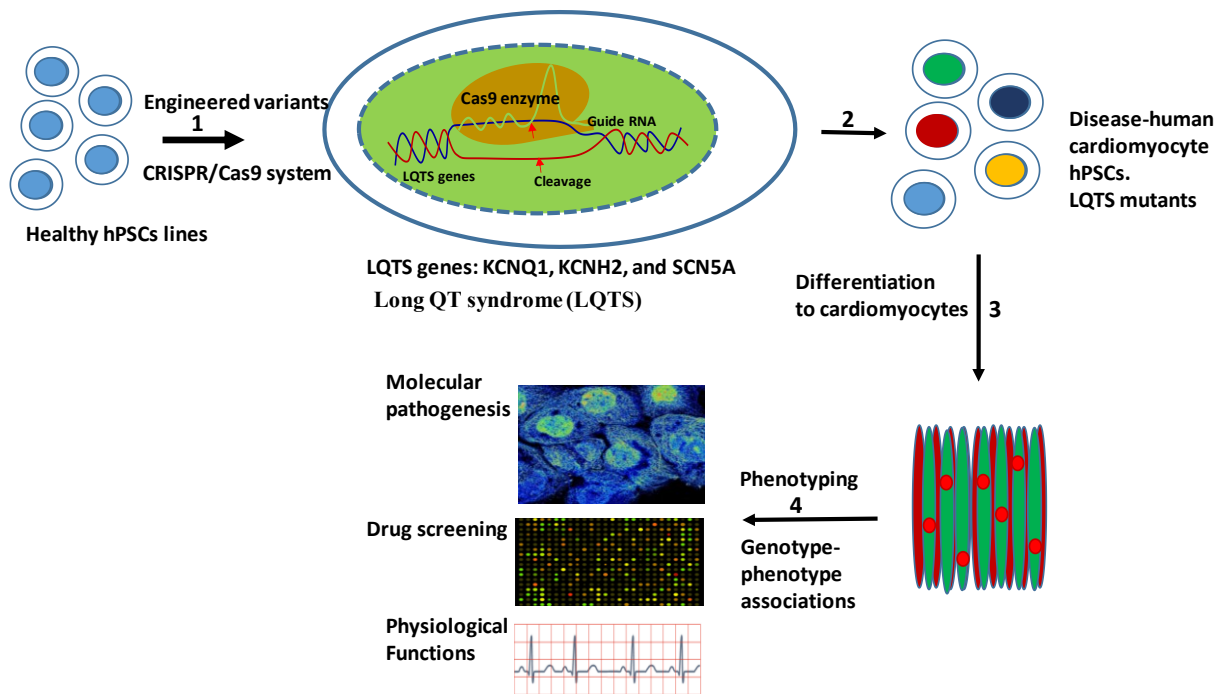 Engineered variants
1
CRISPR/Cas9 system
Healthy hPSCs lines
Cas9 enzyme
Guide RNA
LQTS genes
Cleavage
LQTS genes: KCNQ1, KCNH2, and SCN5A
Long QT syndrome (LQTS)
2
Disease-human
cardiomyocyte
hPSCs.
LQTS mutants
Differentiation
to cardiomyocytes
3
Phenotyping
4
Genotype-
phenotype
associations
Molecular
pathogenesis
Drug screening
Physiological
Functions